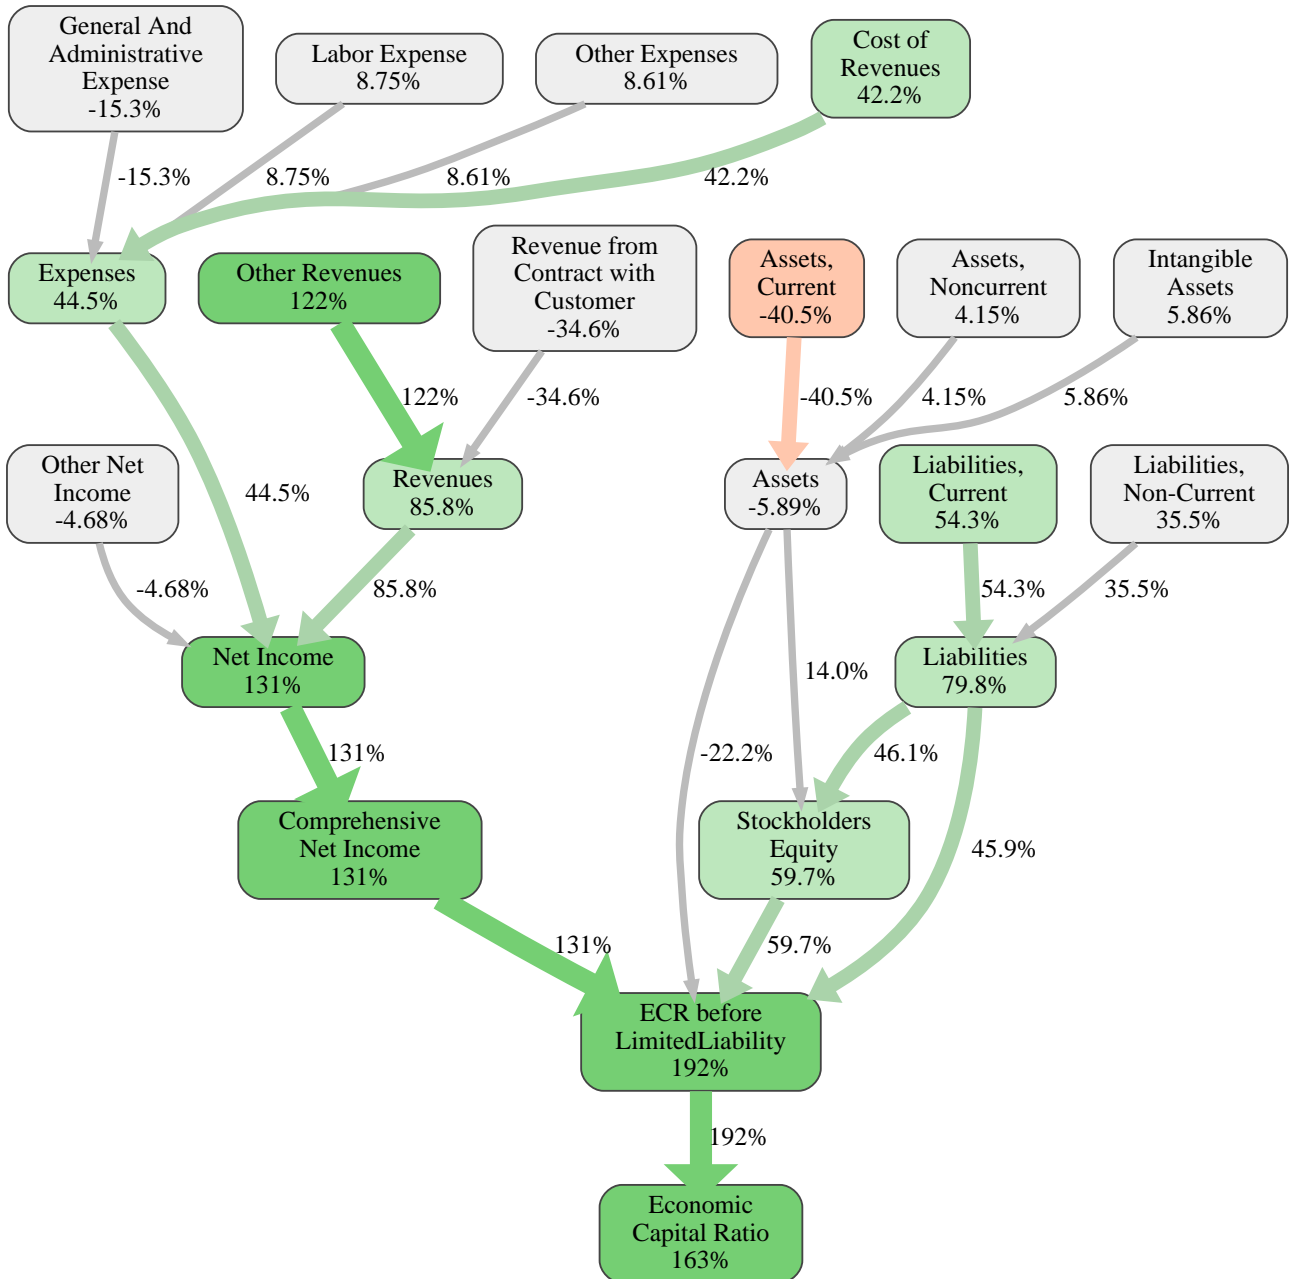 General And
Administrative
Expense
-15.3%
Labor Expense
8.75%
Other Expenses
8.61%
Cost of
Revenues
42.2%
-15.3%
8.75%
8.61%
42.2%
Expenses
44.5%
Other Revenues
122%
Revenue from
Contract with
Customer
-34.6%
Assets,
Current
-40.5%
Assets,
Noncurrent
4.15%
Intangible
Assets
5.86%
122%
-34.6%
-40.5%
4.15%
5.86%
Other Net
Income
-4.68%
44.5%
Revenues
85.8%
Assets
-5.89%
Liabilities,
Current
54.3%
Liabilities,
Non-Current
35.5%
-4.68%
85.8%
54.3%
35.5%
Net Income
131%
14.0%
Liabilities
79.8%
131%
-22.2%
46.1%
Comprehensive
Net Income
131%
Stockholders
Equity
59.7%
45.9%
131%
59.7%
ECR before
LimitedLiability
192%
192%
Economic
Capital Ratio
163%